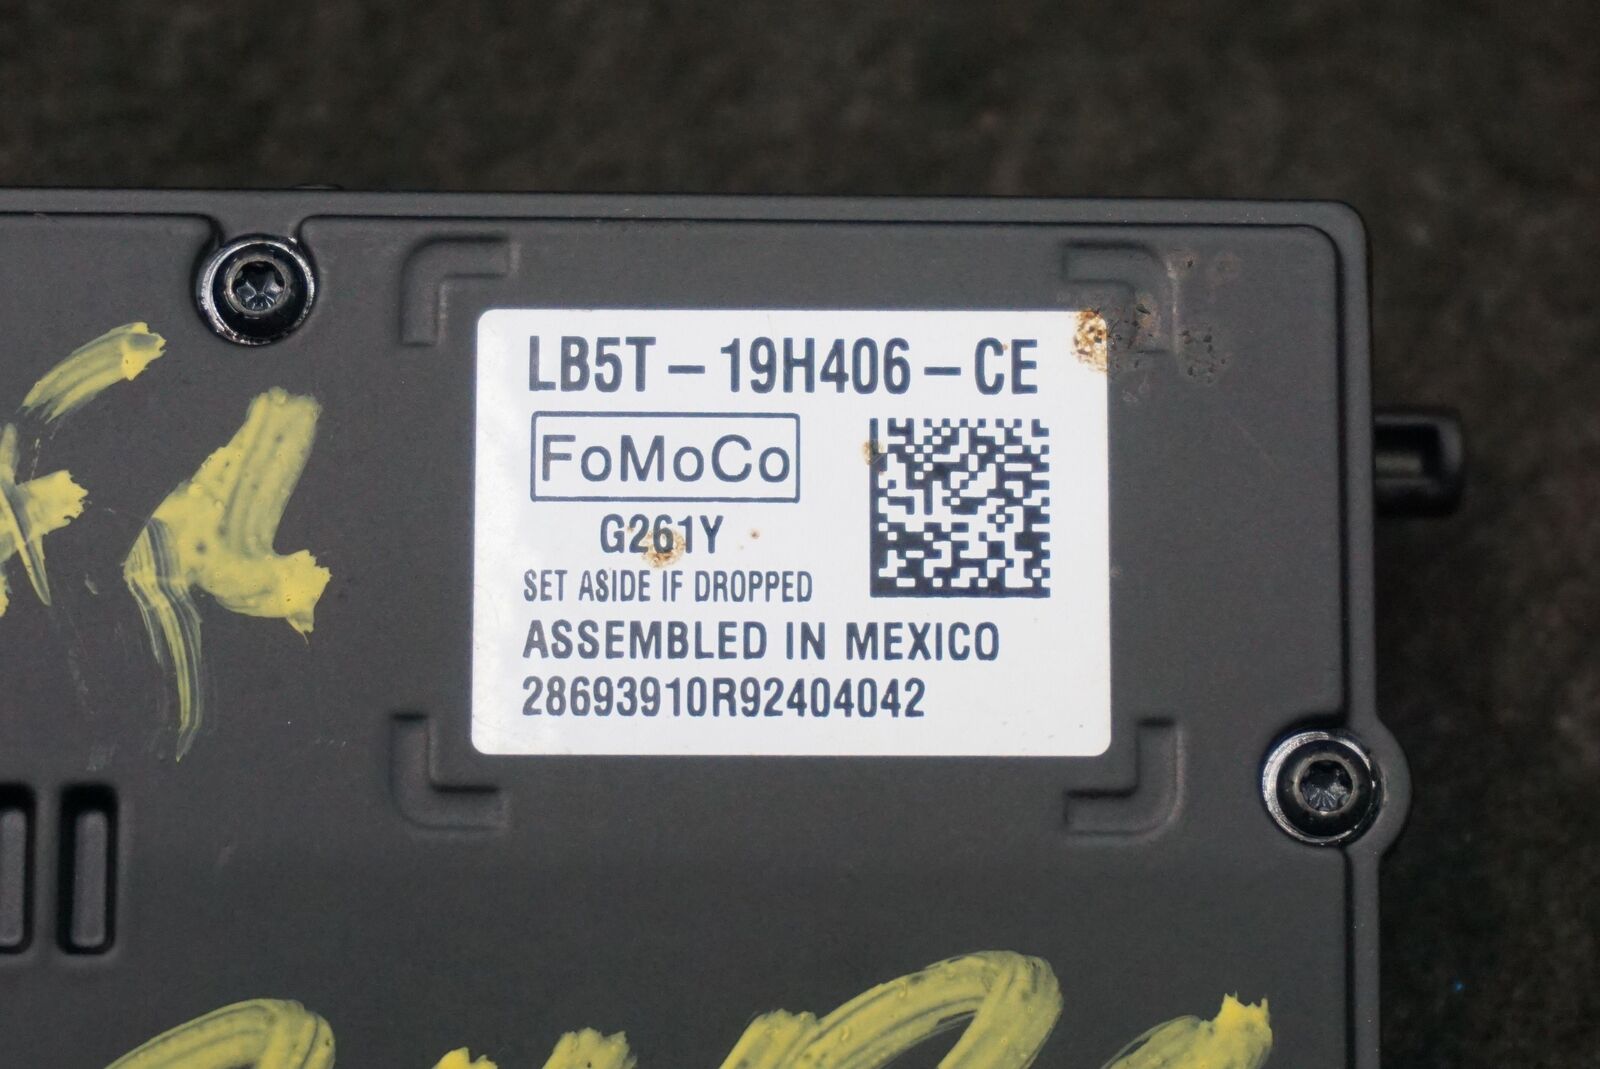 LB5T-19H406-CE
FoMoCo
G261Y
SET ASIDE IF DROPPED
ASSEMBLED IN MEXICO
28693910R92404042